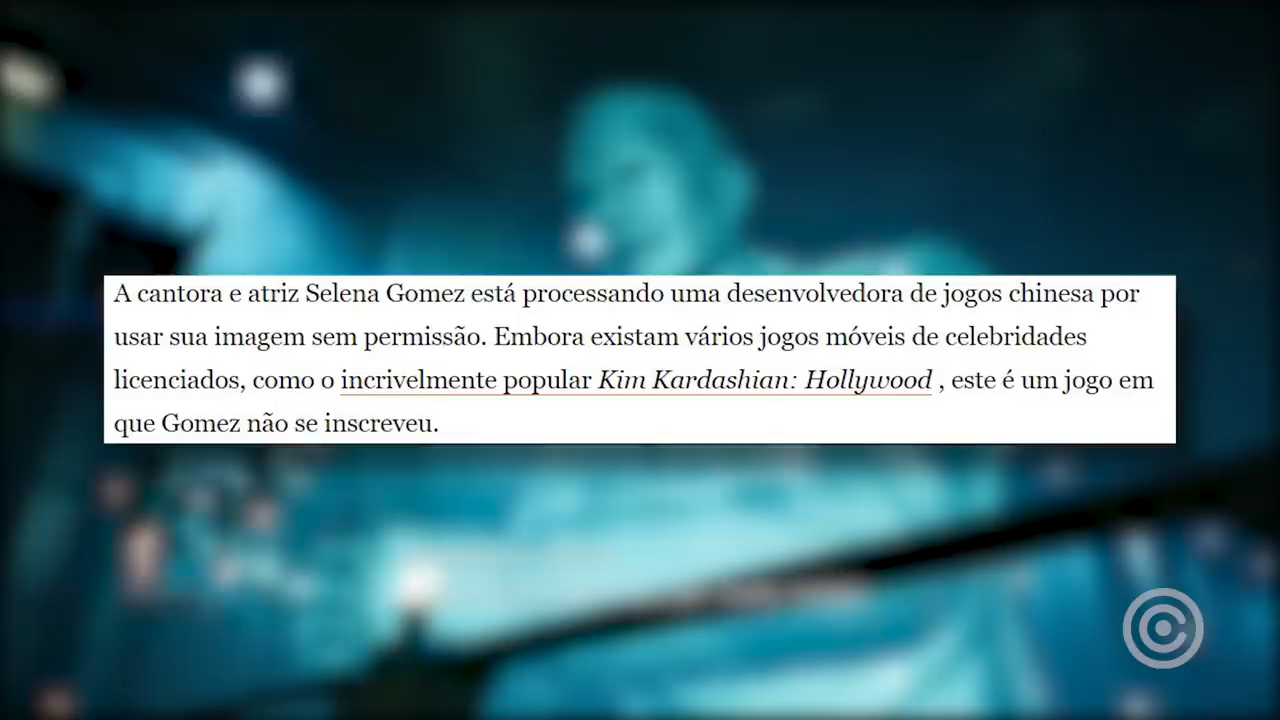 A cantora e atriz Selena Gomez está processando uma desenvolvedora de jogos chinesa por
usar sua imagem sem permissão. Embora existam vários jogos móveis de celebridades
licenciados, como o incrivelmente popular Kim Kardashian: Hollywood , este é um jogo em
que Gomez não se inscreveu.